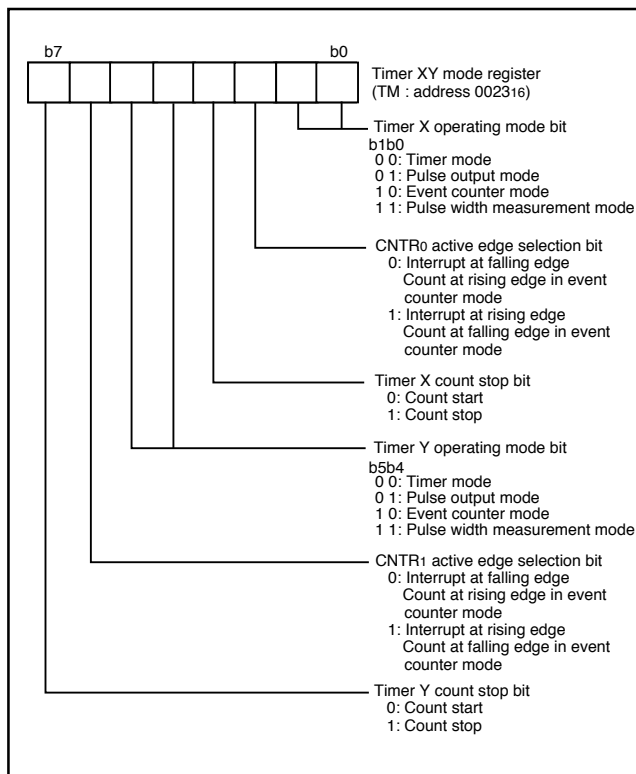 b7 b0
Timer XY mode register
(TM : address 002316)
Timer X operating mode bit
b1b0
0 0: Timer mode
0 1: Pulse output mode
1 0: Event counter mode
1 1: Pulse width measurement mode
CNTR0 active edge selection bit
0: Interrupt at falling edge
Count at rising edge in event
counter mode
1: Interrupt at rising edge
Count at falling edge in event
counter mode
Timer X count stop bit
0: Count start
1: Count stop
Timer Y operating mode bit
b5b4
0 0: Timer mode
0 1: Pulse output mode
1 0: Event counter mode
1 1: Pulse width measurement mode
CNTR1 active edge selection bit
0: Interrupt at falling edge
Count at rising edge in event
counter mode
1: Interrupt at rising edge
Count at falling edge in event
counter mode
Timer Y count stop bit
0: Count start
1: Count stop